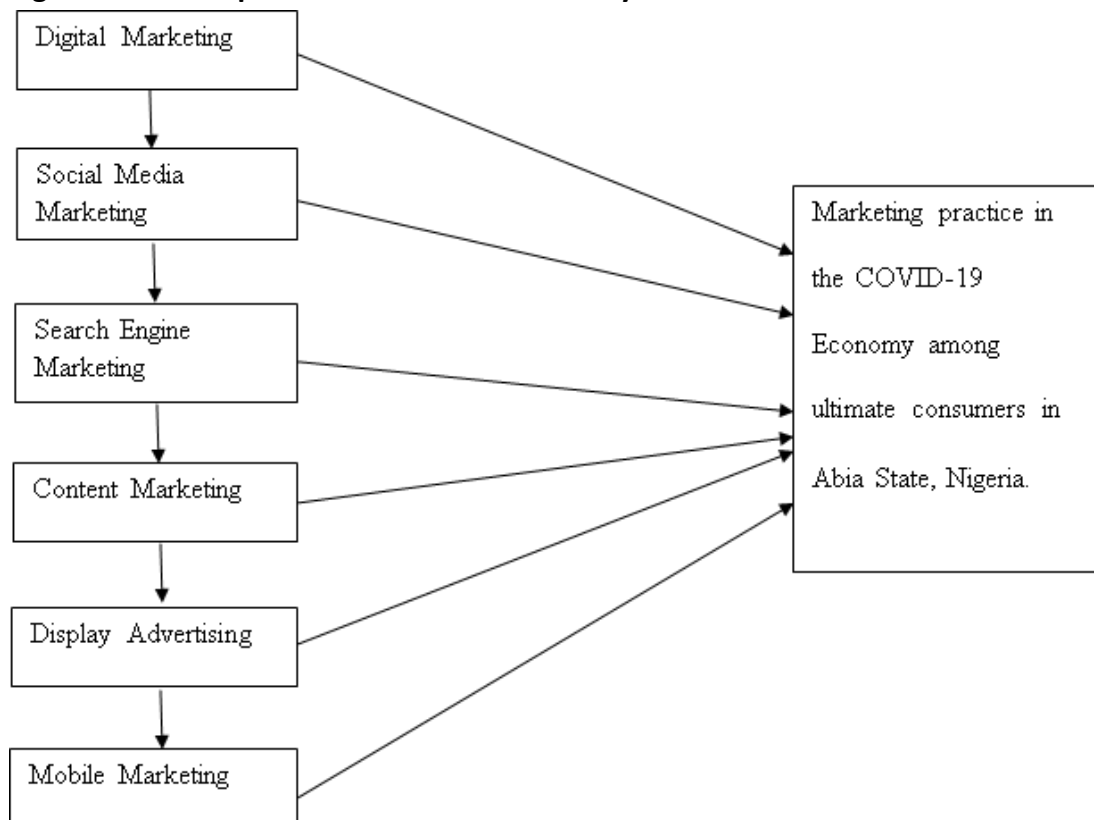 Digital Marketing
Social Media
Marketing
Search Engine
Marketing
Content Marketing
Display Advertising
Mobile Marketing
Marketing practice in
the COVID-19
Economy among
ultimate consumers in
Abia State, Nigeria.